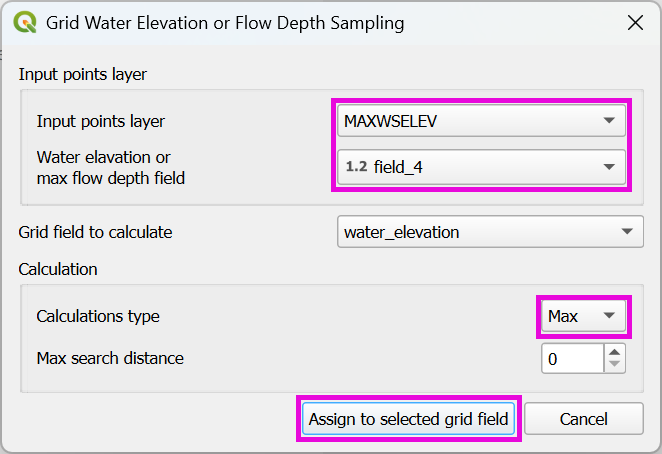 Grid Water Elevation or Flow Depth Sampling
Input points layer
Input points layer
MAXWSELEV
Water elavation or
max flow depth field
1.2 field_4
Grid field to calculate
water_elevation
Calculation
Calculations type
Max
Max search distance
0
Assign to selected grid field
Cancel